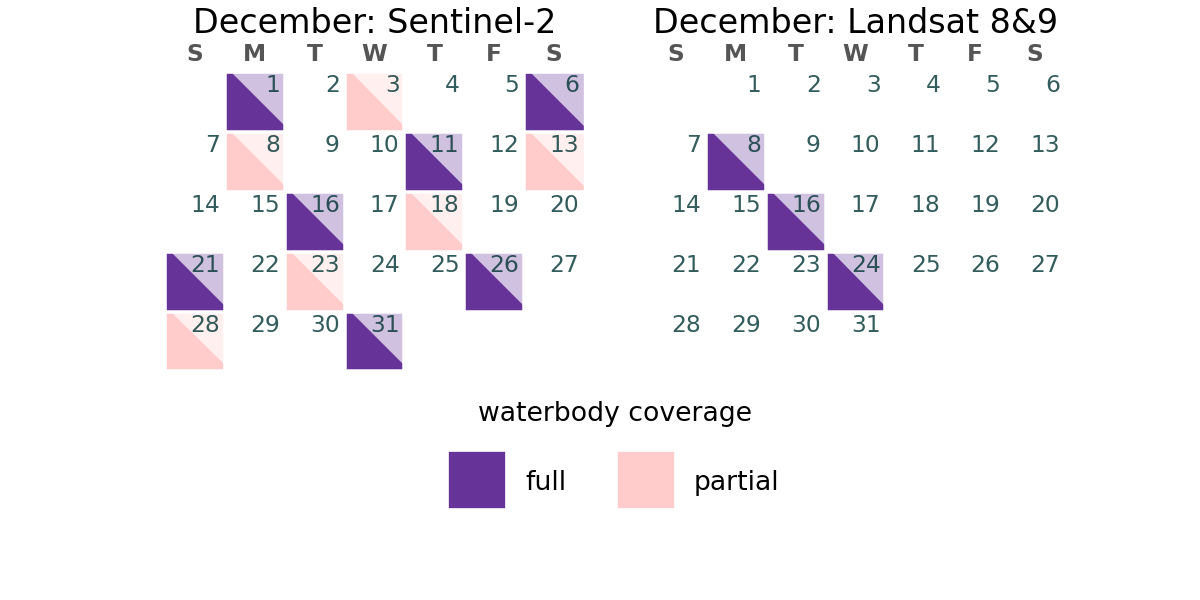 December: Sentinel-2
S M T W T F S
1 2 3 4 5 6
7 8 9 10 11 12 13
14 15 16 17 18 19 20
21 22 23 24 25 26 27
28 29 30 31
December: Landsat 8&9
S M T W T F S
1 2 3 4 5 6
7 8 9 10 11 12 13
14 15 16 17 18 19 20
21 22 23 24 25 26 27
28 29 30 31
waterbody coverage
full
partial